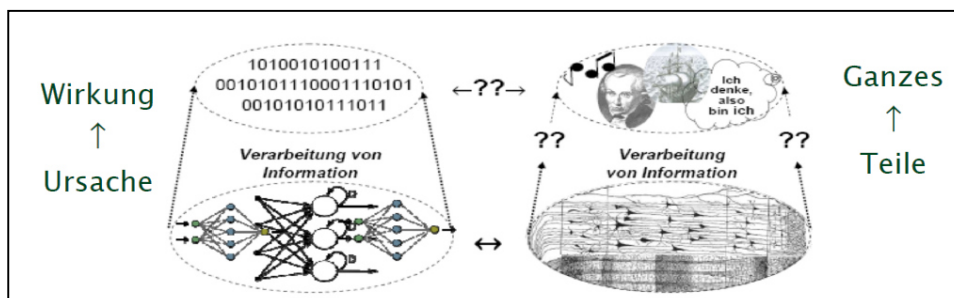 Wirkung
↑
Ursache
1010010100111
0010101110001110101
00101010111011
←??→
Ich
denke,
also
bin ich
??
??
Ganzes
↑
Teile
Verarbeitung von
Information
Verarbeitung
von Information
↔